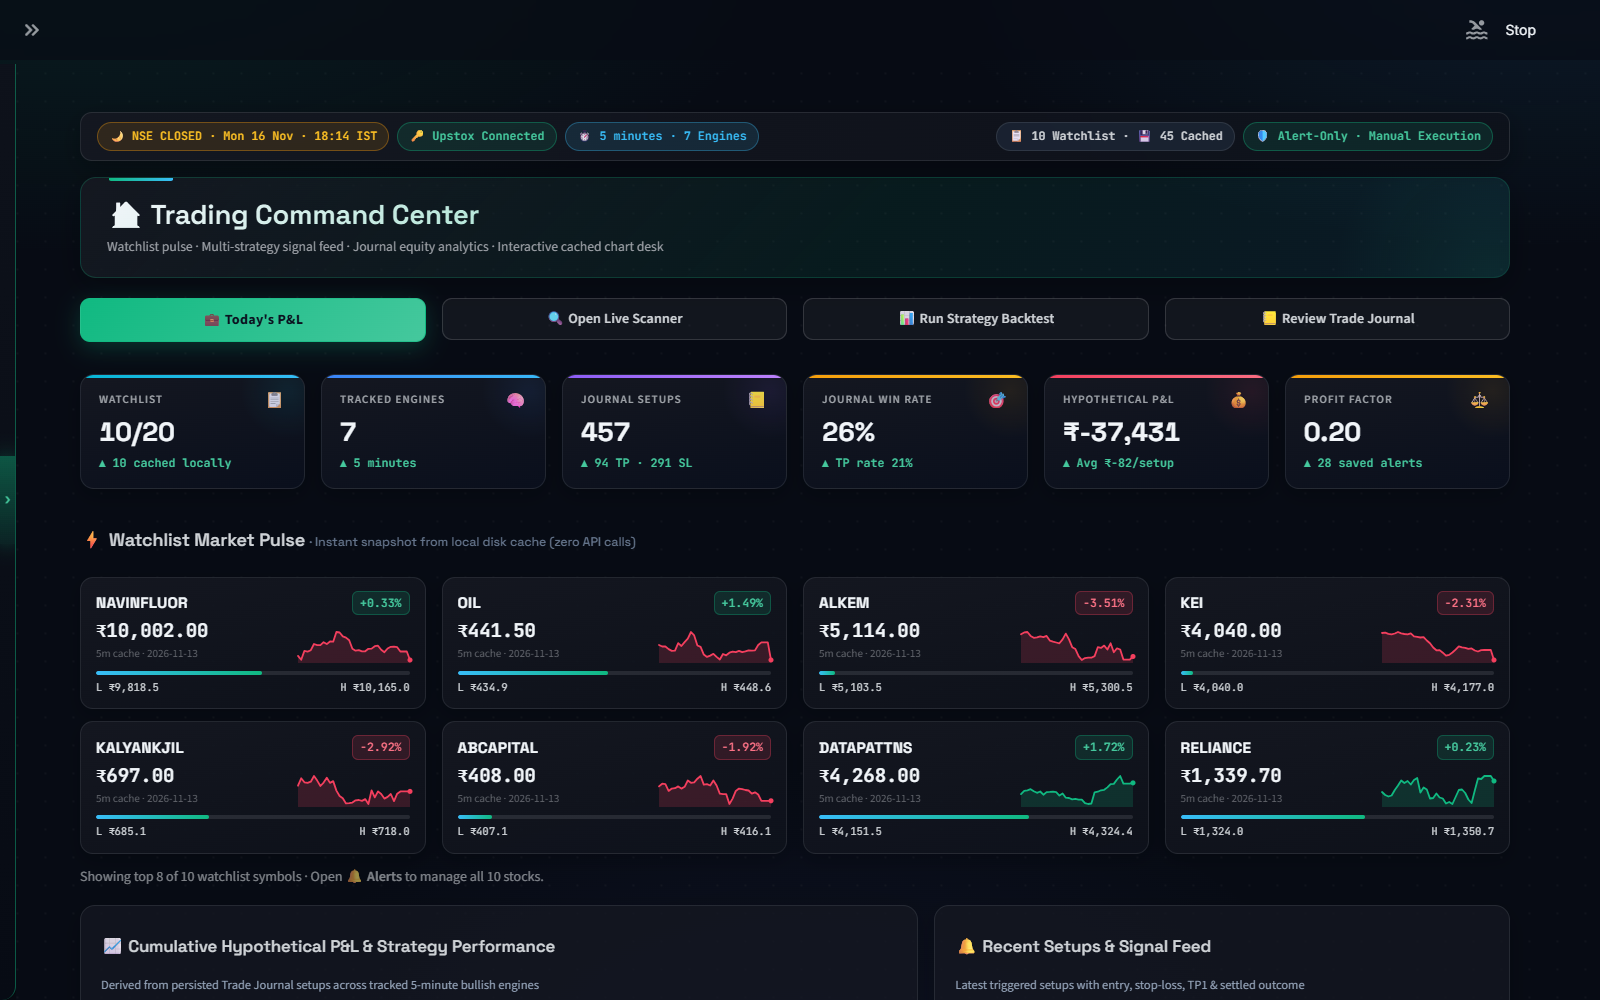 Stop
NSE CLOSED · Mon 16 Nov · 18:14 IST
Upstox Connected
5 minutes · 7 Engines
10 Watchlist · 45 Cached
Alert-Only · Manual Execution
Trading Command Center
Watchlist pulse · Multi-strategy signal feed · Journal equity analytics · Interactive cached chart desk
Today's P&L
Open Live Scanner
Run Strategy Backtest
Review Trade Journal
WATCHLIST
10/20
▲ 10 cached locally
TRACKED ENGINES
7
▲ 5 minutes
JOURNAL SETUPS
457
▲ 94 TP · 291 SL
JOURNAL WIN RATE
26%
▲ TP rate 21%
HYPOTHETICAL P&L
₹-37,431
▲ Avg ₹-82/setup
PROFIT FACTOR
0.20
▲ 28 saved alerts
Watchlist Market Pulse · Instant snapshot from local disk cache (zero API calls)
NAVINFLUOR
+0.33%
₹10,002.00
5m cache · 2026-11-13
L ₹9,818.5
H ₹10,165.0
OIL
+1.49%
₹441.50
5m cache · 2026-11-13
L ₹434.9
H ₹448.6
ALKEM
-3.51%
₹5,114.00
5m cache · 2026-11-13
L ₹5,103.5
H ₹5,300.5
KEI
-2.31%
₹4,040.00
5m cache · 2026-11-13
L ₹4,040.0
H ₹4,177.0
KALYANKJIL
-2.92%
₹697.00
5m cache · 2026-11-13
L ₹685.1
H ₹718.0
ABCAPITAL
-1.92%
₹408.00
5m cache · 2026-11-13
L ₹407.1
H ₹416.1
DATAPATTNS
+1.72%
₹4,268.00
5m cache · 2026-11-13
L ₹4,151.5
H ₹4,324.4
RELIANCE
+0.23%
₹1,339.70
5m cache · 2026-11-13
L ₹1,324.0
H ₹1,350.7
Showing top 8 of 10 watchlist symbols · Open 🔔 Alerts to manage all 10 stocks.
Cumulative Hypothetical P&L & Strategy Performance
Derived from persisted Trade Journal setups across tracked 5-minute bullish engines
Recent Setups & Signal Feed
Latest triggered setups with entry, stop-loss, TP1 & settled outcome